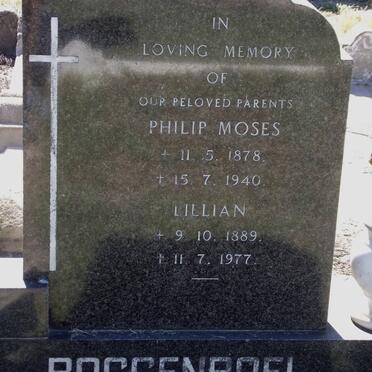 IN
LOVING MEMORY
OF
OUR BELOVED PARENTS
PHILIP MOSES
+ 11. 5. 1878.
+ 15. 7. 1940.
LILLIAN
+ 9. 10. 1889.
+ 11. 7. 1977.
ROGGENPOEL